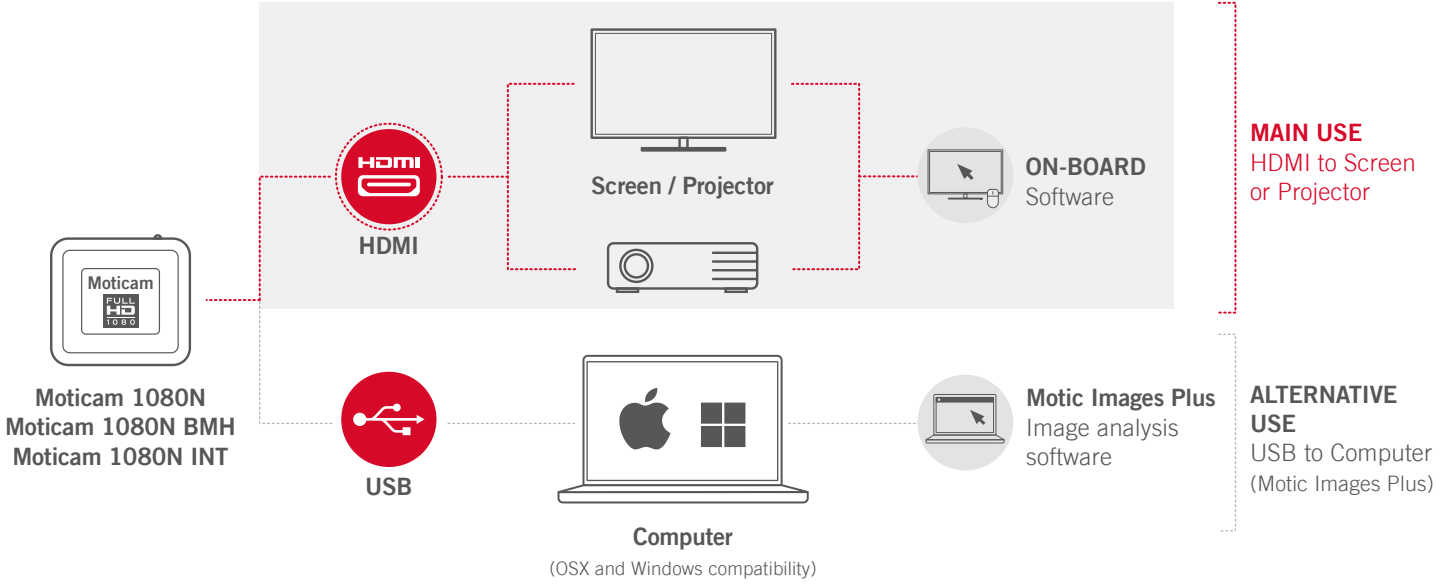 Moticam
FULL
HD
1080
Moticam 1080N
Moticam 1080N BMH
Moticam 1080N INT
HDMI
HDMI
Screen / Projector
ON-BOARD
Software
MAIN USE
HDMI to Screen
or Projector
USB
Computer
(OSX and Windows compatibility)
Motic Images Plus
Image analysis
software
ALTERNATIVE
USE
USB to Computer
(Motic Images Plus)